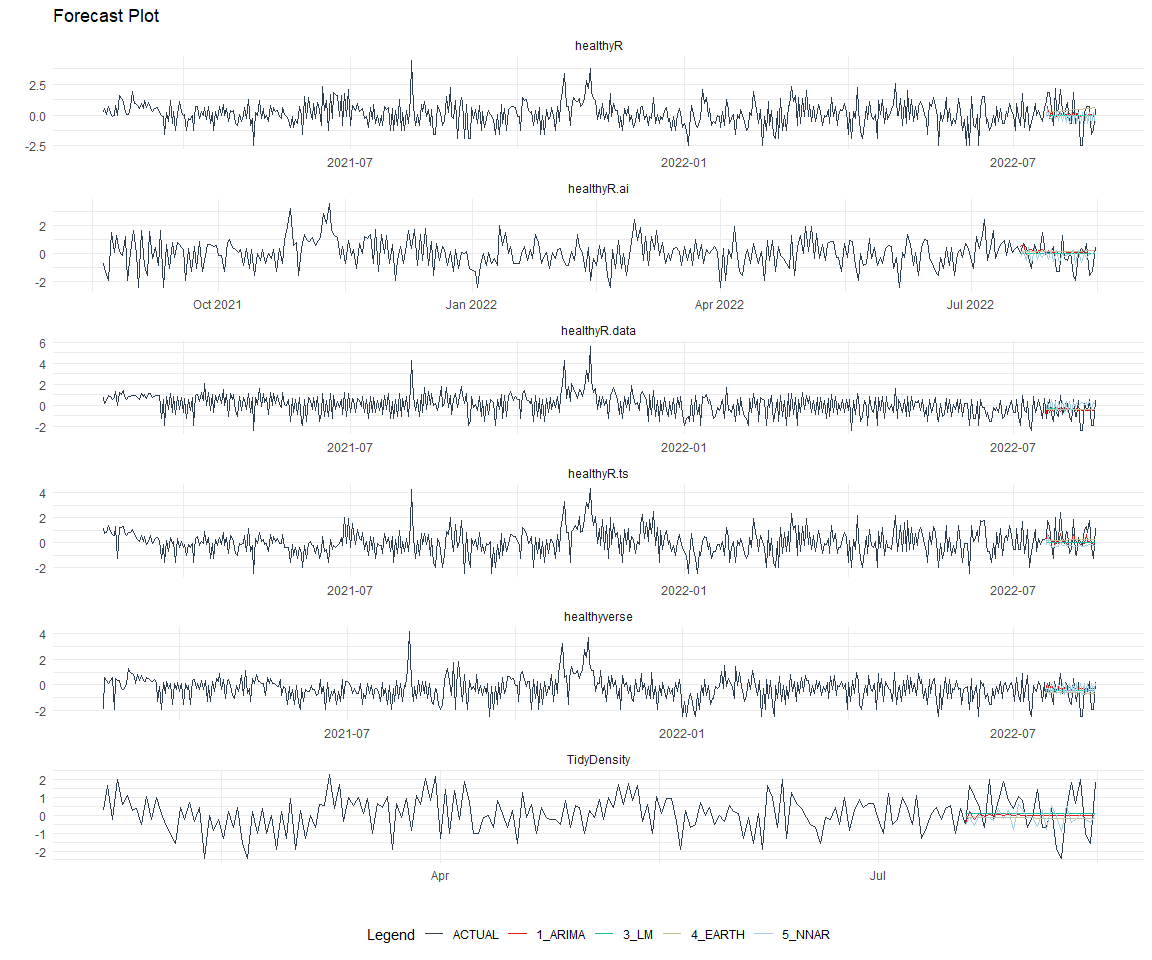 Forecast Plot
healthyR
2.5
0.0
-2.5
2021-07 2022-01 2022-07
healthyR.ai
2
0
-2
Oct 2021 Jan 2022 Apr 2022 Jul 2022
healthyR.data
6
4
2
0
-2
2021-07 2022-01 2022-07
healthyR.ts
4
2
0
-2
2021-07 2022-01 2022-07
healthyverse
4
2
0
-2
2021-07 2022-01 2022-07
TidyDensity
2
1
0
-1
-2
Apr Jul
Legend ACTUAL 1_ARIMA 3_LM 4_EARTH 5_NNAR